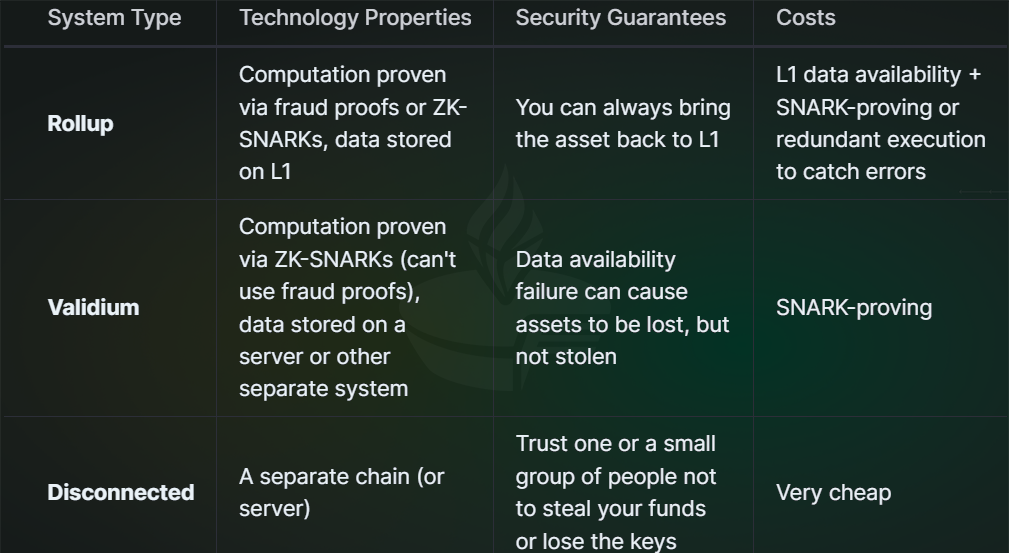 System Type
Technology Properties
Security Guarantees
Costs
Rollup
Computation proven
via fraud proofs or ZK-
SNARKs, data stored
on L1
You can always bring
the asset back to L1
L1 data availability +
SNARK-proving or
redundant execution
to catch errors
Validium
Computation proven
via ZK-SNARKs (can't
use fraud proofs),
data stored on a
server or other
separate system
Data availability
failure can cause
assets to be lost, but
not stolen
SNARK-proving
Disconnected
A separate chain (or
server)
Trust one or a small
group of people not
to steal your funds
or lose the keys
Very cheap